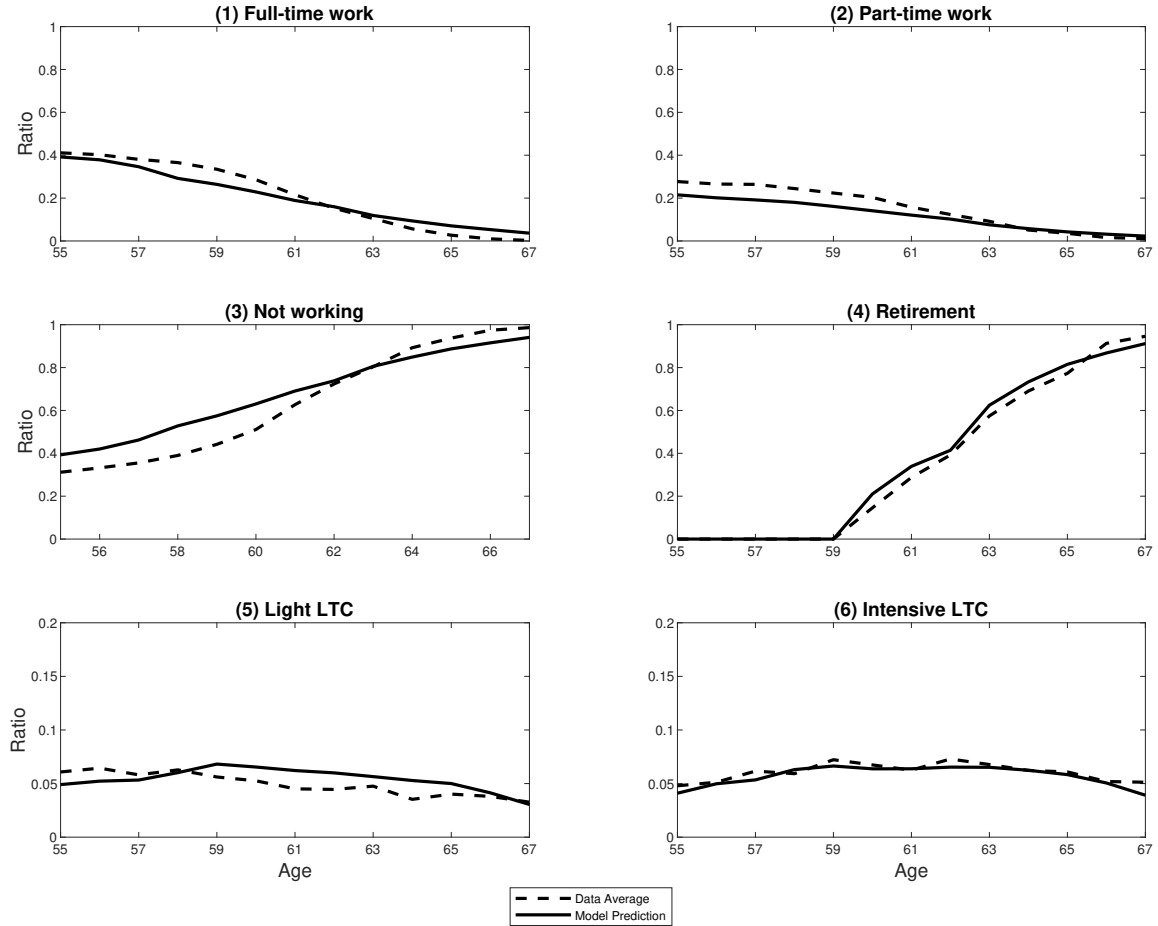 (1) Full-time work
1
0.8
0.6
0.4
0.2
0
Ratio
55 57 59 61 63 65 67
(2) Part-time work
1
0.8
0.6
0.4
0.2
0
55 57 59 61 63 65 67
(3) Not working
1
0.8
0.6
0.4
0.2
0
Ratio
56 58 60 62 64 66
(4) Retirement
1
0.8
0.6
0.4
0.2
0
55 57 59 61 63 65 67
(5) Light LTC
0.2
0.15
0.1
0.05
0
Ratio
55 57 59 61 63 65 67
Age
(6) Intensive LTC
0.2
0.15
0.1
0.05
0
55 57 59 61 63 65 67
Age
Data Average
Model Prediction